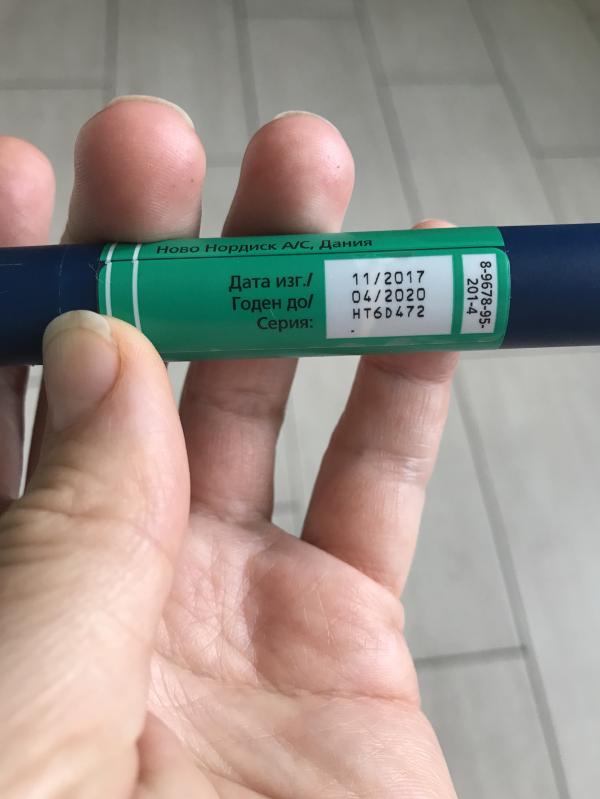 Ново Нордиск А/С, Дания
Дата изг./
Годен до/
Серия:
11/2017
04/2020
HT6D472
8-9678-95-
201-4